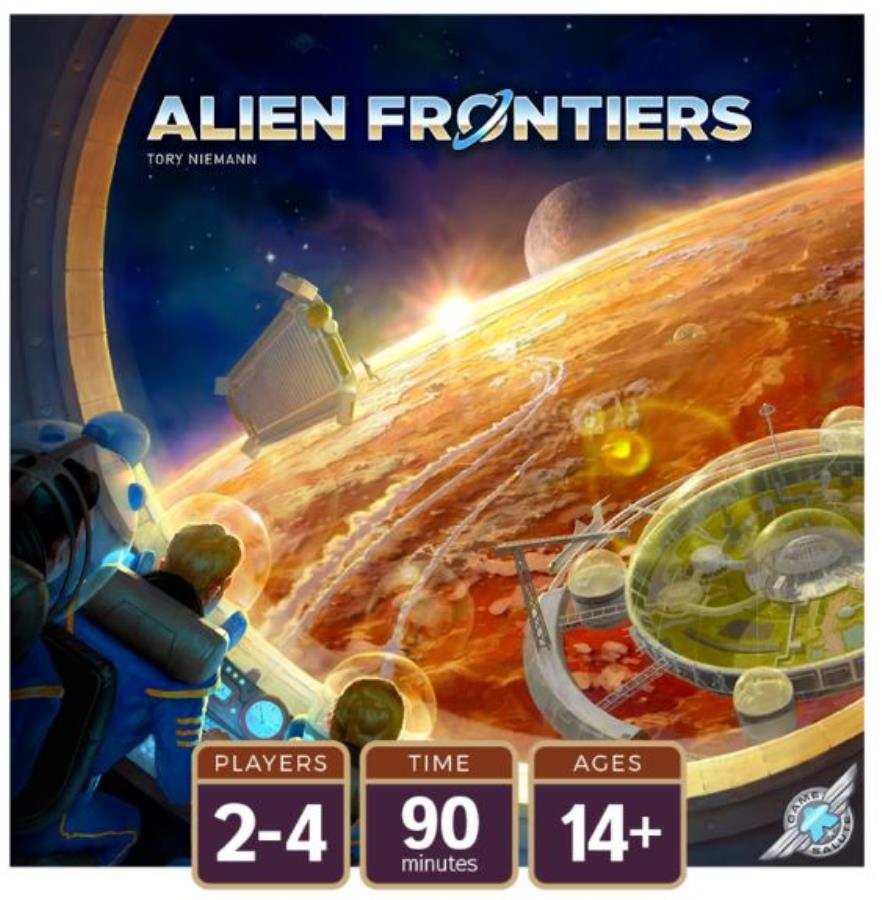 ALIEN FRONTIERS
TORY NIEMANN
PLAYERS
2-4
TIME
90
minutes
AGES
14+
GAME
SALUTE